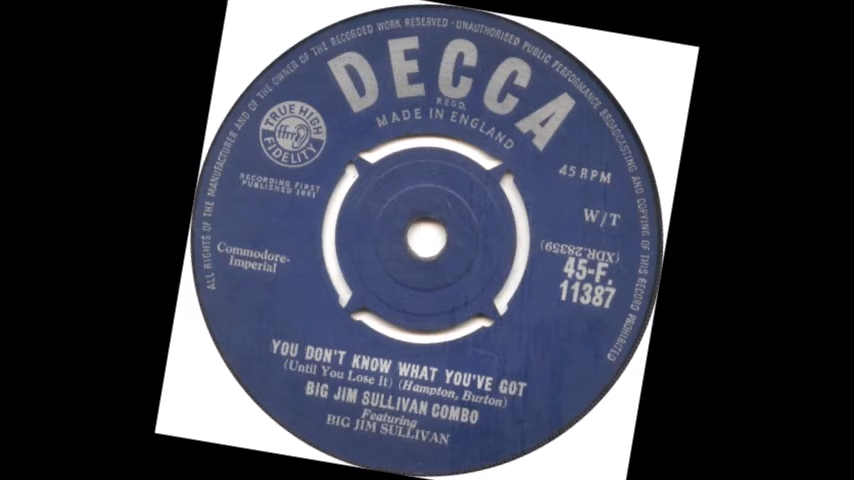 ALL RIGHTS OF THE MANUFACTURER AND OF THE OWNER OF THE RECORDED WORK RESERVED · UNAUTHORISED PUBLIC PERFORMANCE BROADCASTING AND COPYING OF THIS RECORD PROHIBITED
DECCA
REGD.
MADE IN ENGLAND
TRUE HIGH
ffrr
FIDELITY
45 RPM
RECORDING FIRST
PUBLISHED 1961
W/T
(XDR.28359)
Commodore-
Imperial
45-F.
11387
YOU DON'T KNOW WHAT YOU'VE GOT
(Until You Lose It) (Hampton, Burton)
BIG JIM SULLIVAN COMBO
Featuring
BIG JIM SULLIVAN